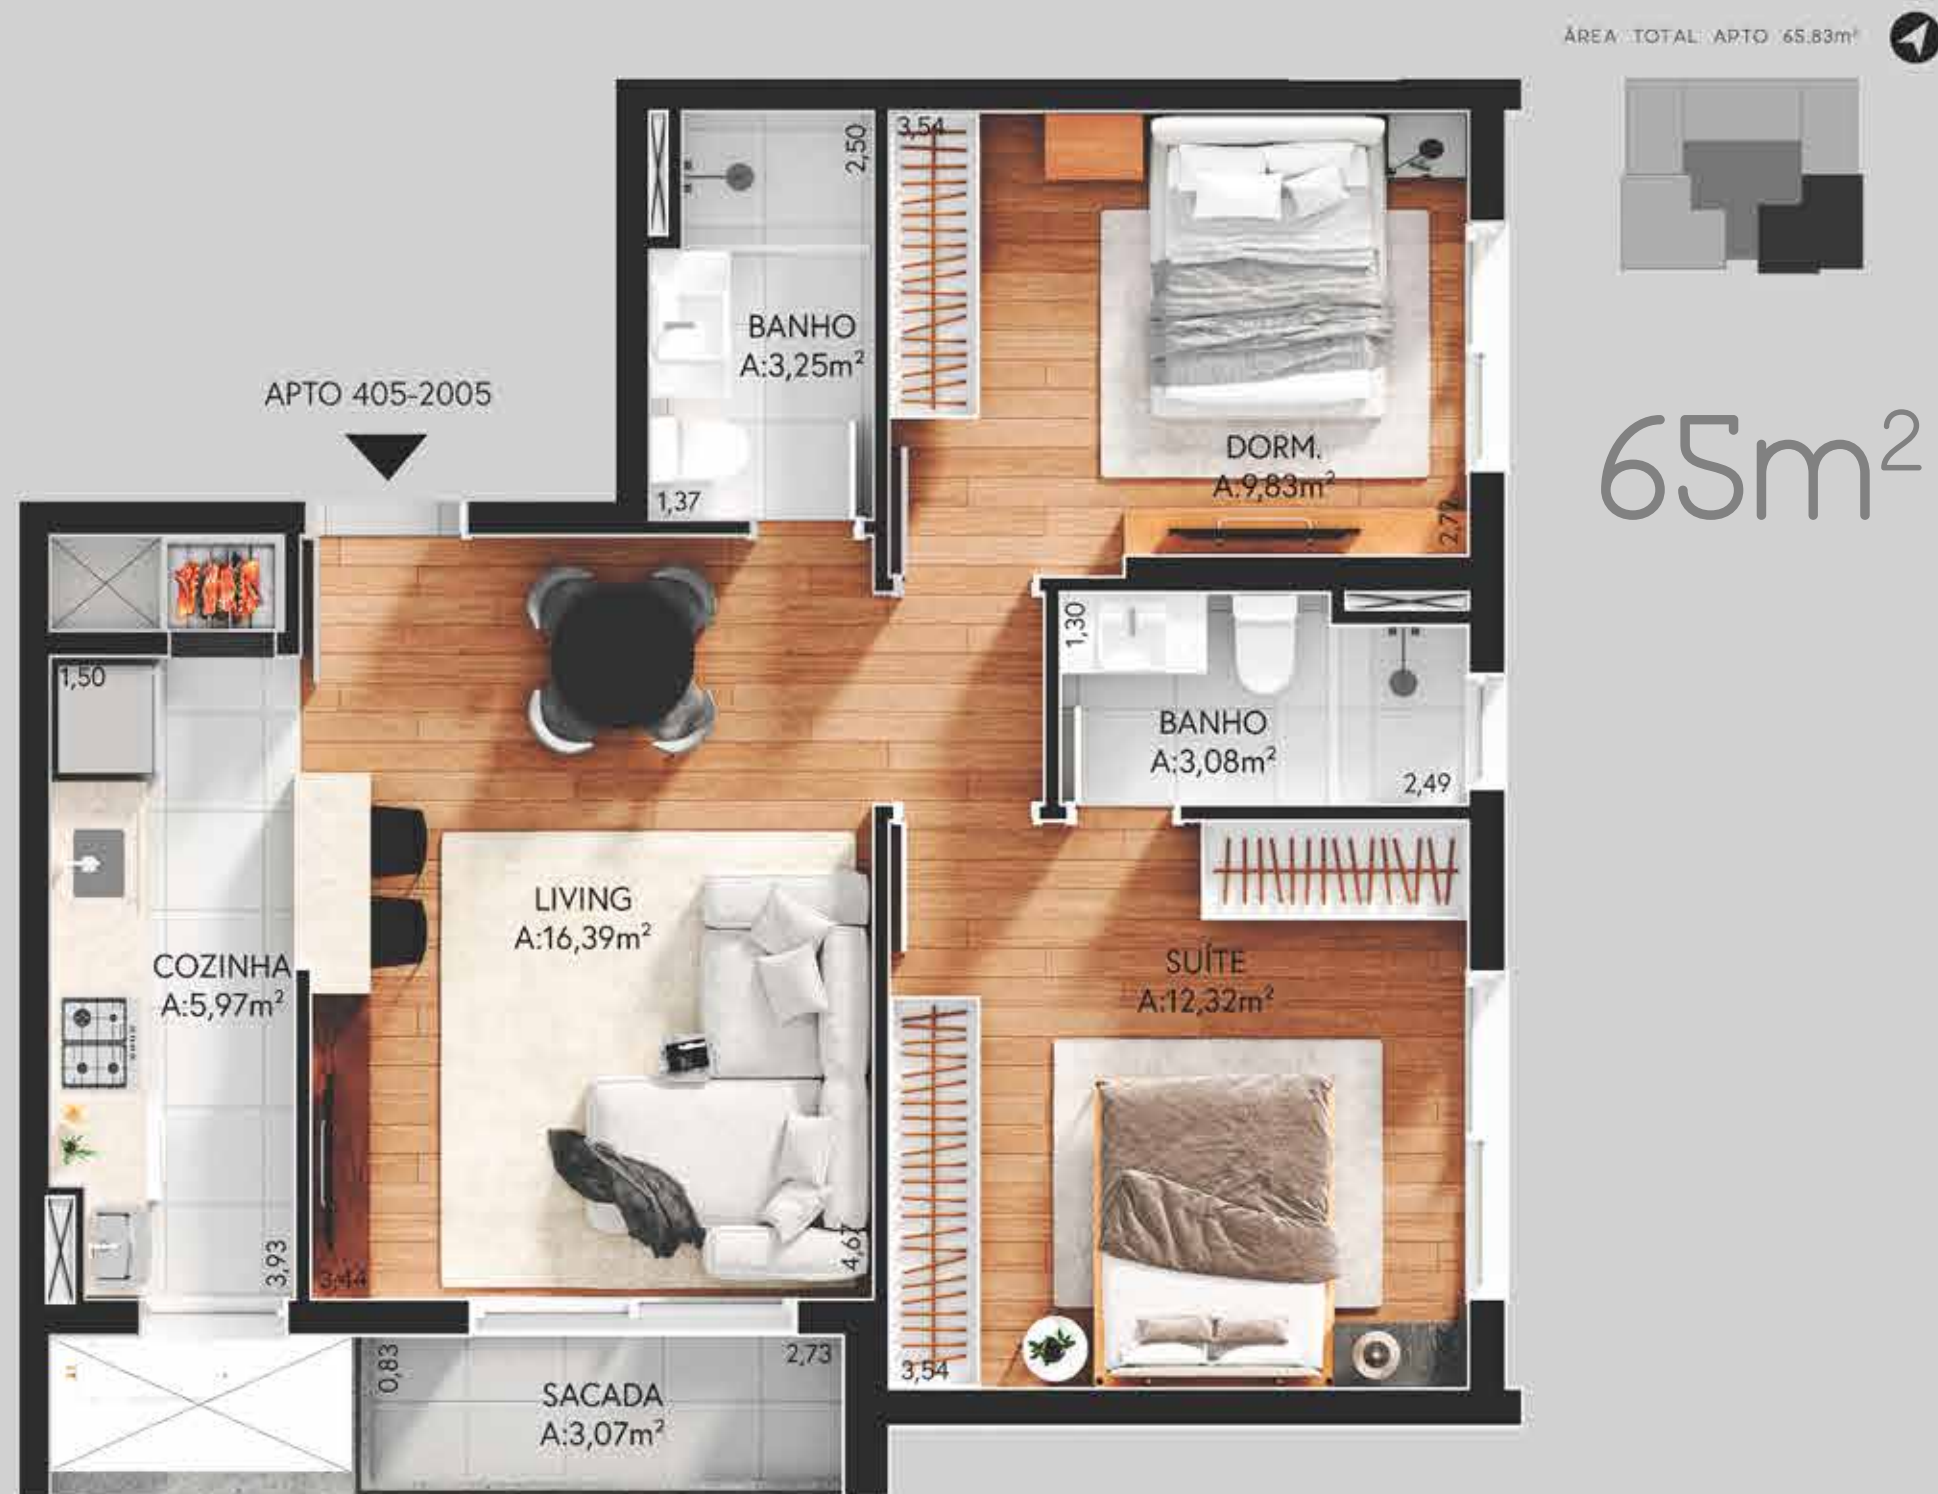 ÁREA TOTAL APTO 65,83m²
3,54
2,50
BANHO
A:3,25m²
APTO 405-2005
65m²
DORM.
A:9,83m²
1,37
2,72
1,30
1,50
BANHO
A:3,08m²
2,49
LIVING
A:16,39m²
COZINHA
A:5,97m²
SUÍTE
A:12,32m²
3,93
3,44
4,67
0,83
2,73
3,54
SACADA
A:3,07m²